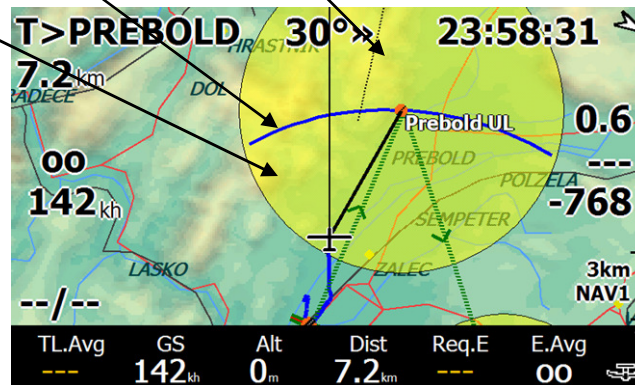 T>PREBOLD 30°» 23:58:31
HRASTNIK
7.2km
RADECE DOL
Prebold UL 0.6
PREBOLD ---
oo
142kh POLZELA -768
SEMPETER
LASKO ZALEC 3km
NAV1
--/--
TL.Avg GS Alt Dist Req.E E.Avg
--- 142kh 0m 7.2km --- oo